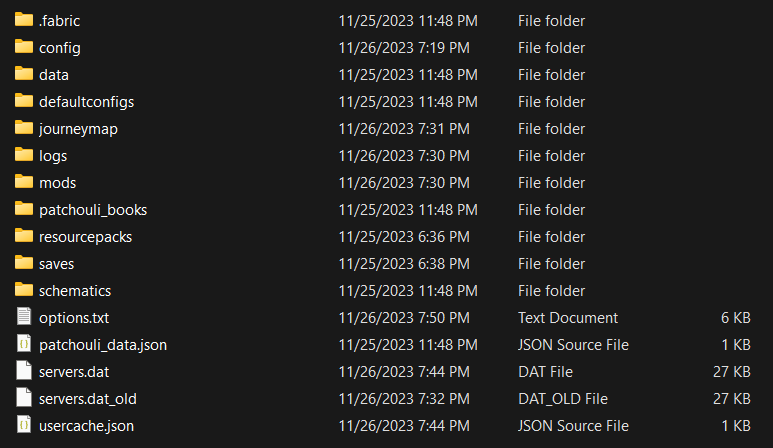 .fabric 11/25/2023 11:48 PM File folder
config 11/26/2023 7:19 PM File folder
data 11/25/2023 11:48 PM File folder
defaultconfigs 11/25/2023 11:48 PM File folder
journeymap 11/26/2023 7:31 PM File folder
logs 11/26/2023 7:30 PM File folder
mods 11/26/2023 7:30 PM File folder
patchouli_books 11/25/2023 11:48 PM File folder
resourcepacks 11/25/2023 6:36 PM File folder
saves 11/25/2023 6:38 PM File folder
schematics 11/25/2023 11:48 PM File folder
options.txt 11/26/2023 7:50 PM Text Document 6 KB
patchouli_data.json 11/25/2023 11:48 PM JSON Source File 1 KB
servers.dat 11/26/2023 7:44 PM DAT File 27 KB
servers.dat_old 11/26/2023 7:32 PM DAT_OLD File 27 KB
usercache.json 11/26/2023 7:44 PM JSON Source File 1 KB